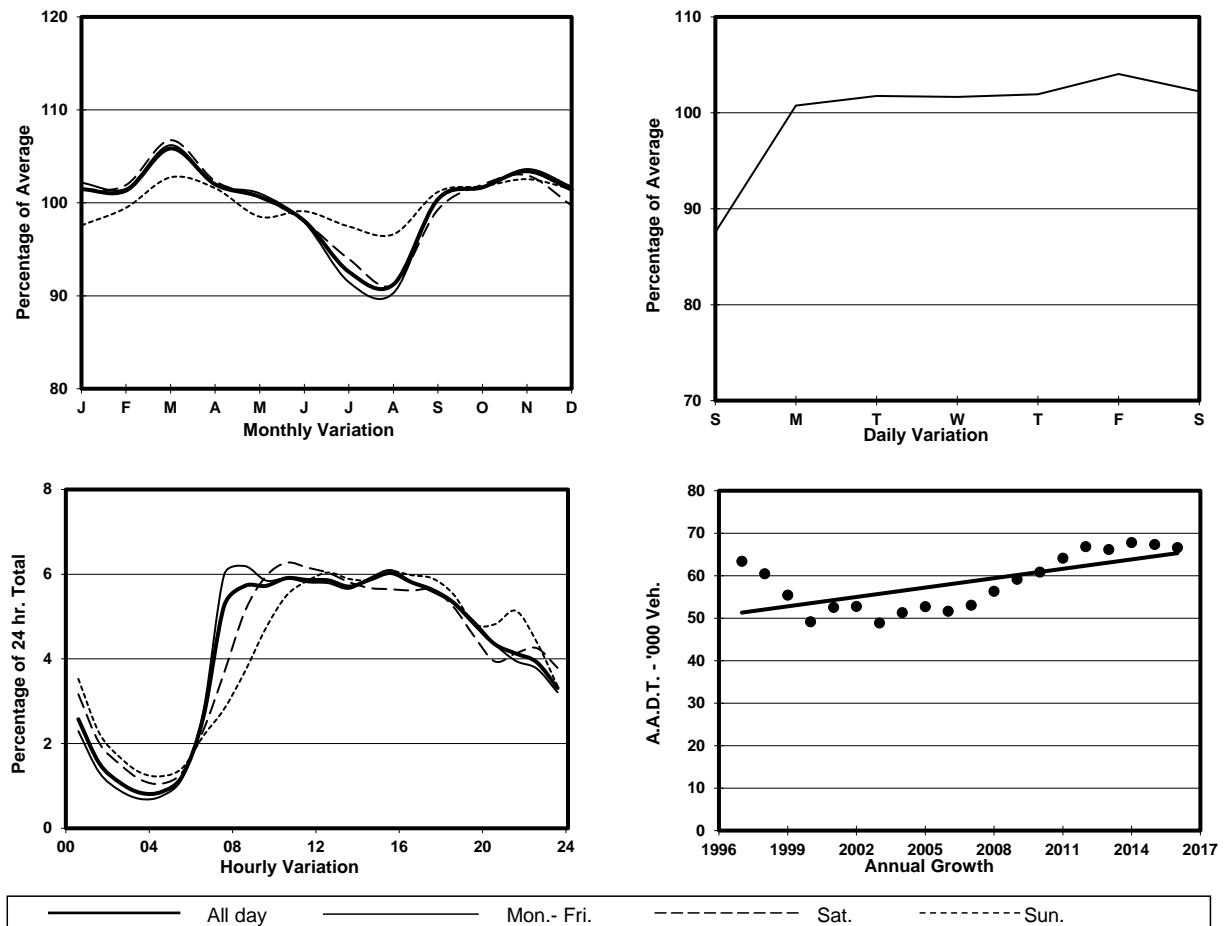 120
110
100
90
80
Percentage of Average
J F M A M J J A S O N D
Monthly Variation
110
100
90
80
70
Percentage of Average
S M T W T F S
Daily Variation
8
6
4
2
0
Percentage of 24 hr. Total
00 04 08 12 16 20 24
Hourly Variation
80
70
60
50
40
30
20
10
0
A.A.D.T. - '000 Veh.
1996 1999 2002 2005 2008 2011 2014 2017
Annual Growth
All day Mon.- Fri. Sat. Sun.